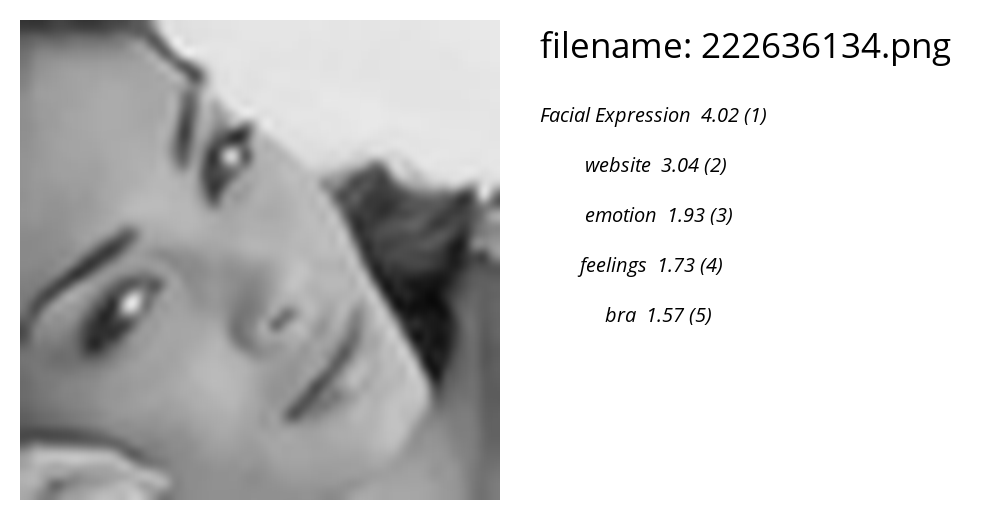 filename: 222636134.png
Facial Expression 4.02 (1)
website 3.04 (2)
emotion 1.93 (3)
feelings 1.73 (4)
bra 1.57 (5)